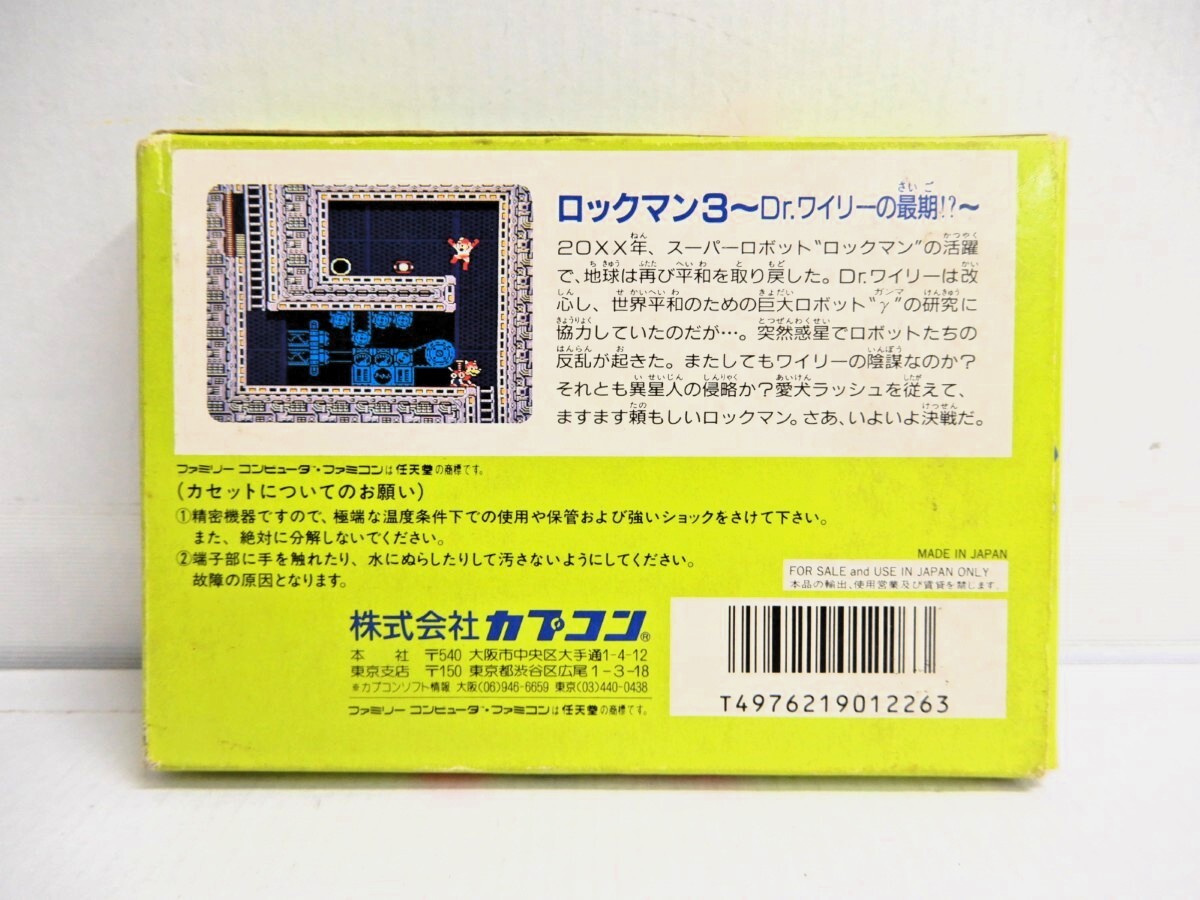 ロックマン3〜Dr.ワイリーの最期!?〜
20XX年、スーパーロボット“ロックマン”の活躍
で、地球は再び平和を取り戻した。Dr.ワイリーは改
心し、世界平和のための巨大ロボット“γ”の研究に
協力していたのだが…。突然惑星でロボットたちの
反乱が起きた。またしてもワイリーの陰謀なのか?
それとも異星人の侵略か?愛犬ラッシュを従えて、
ますます頼もしいロックマン。さあ、いよいよ決戦だ。
ファミリーコンピュータ・ファミコンは任天堂の商標です。
(カセットについてのお願い)
①精密機器ですので、極端な温度条件下での使用や保管および強いショックをさけて下さい。
また、絶対に分解しないでください。
②端子部に手を触れたり、水にぬらしたりして汚さないようにしてください。
故障の原因となります。
MADE IN JAPAN
FOR SALE and USE IN JAPAN ONLY
本品の輸出、使用営業及び賃貸を禁じます。
株式会社カプコン®
本社 〒540 大阪市中央区大手通1-4-12
東京支店 〒150 東京都渋谷区広尾1-3-18
※カプコンソフト情報 大阪(06)946-6659 東京(03)440-0438
ファミリーコンピュータ・ファミコンは任天堂の商標です。
T4976219012263